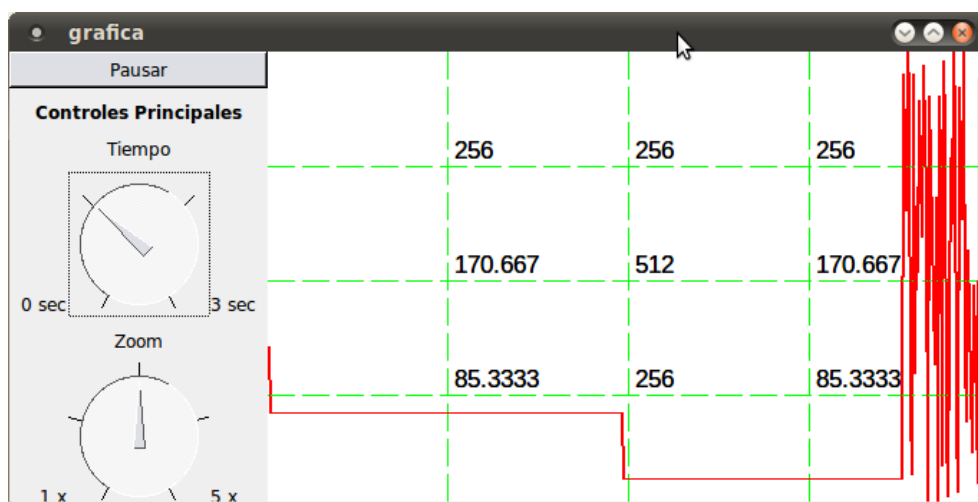 grafica
Pausar
Controles Principales
Tiempo
0 sec 3 sec
Zoom
1 x 5 x
256 256 256
170.667 512 170.667
85.3333 256 85.3333